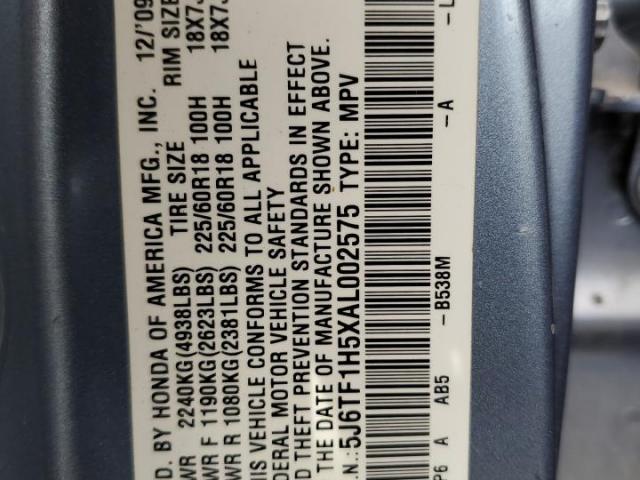 D. BY HONDA OF AMERICA MFG., INC. 12/'09
WR 2240KG(4938LBS) TIRE SIZE RIM SIZE
WR F 1190KG(2623LBS) 225/60R18 100H 18X7
WR R 1080KG(2381LBS) 225/60R18 100H 18X7
IS VEHICLE CONFORMS TO ALL APPLICABLE
DERAL MOTOR VEHICLE SAFETY
D THEFT PREVENTION STANDARDS IN EFFECT
THE DATE OF MANUFACTURE SHOWN ABOVE.
.N.: 5J6TF1H5XAL002575 TYPE: MPV
P6 A AB5 -B538M -A -L